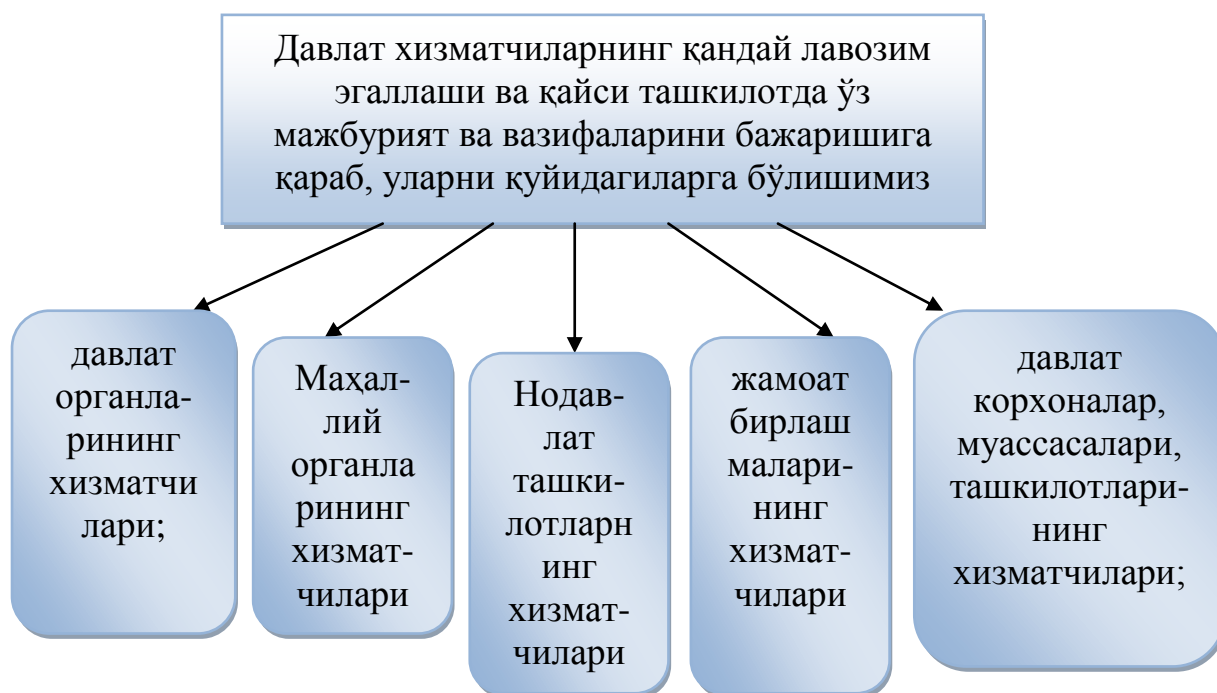 Давлат хизматчиларнинг қандай лавозим
эгаллаши ва қайси ташкилотда ўз
мажбурият ва вазифаларини бажаришига
қараб, уларни қуйидагиларга бўлишимиз
давлат
органла-
рининг
хизматчи
лари;
Маҳал-
лий
органла
рининг
хизмат-
чилари
Нодав-
лат
ташки-
лотларн
инг
хизмат-
чилари
жамоат
бирлаш
малари-
нинг
хизмат-
чилари
давлат
корхоналар,
муассасалари,
ташкилотлари-
нинг
хизматчилари;